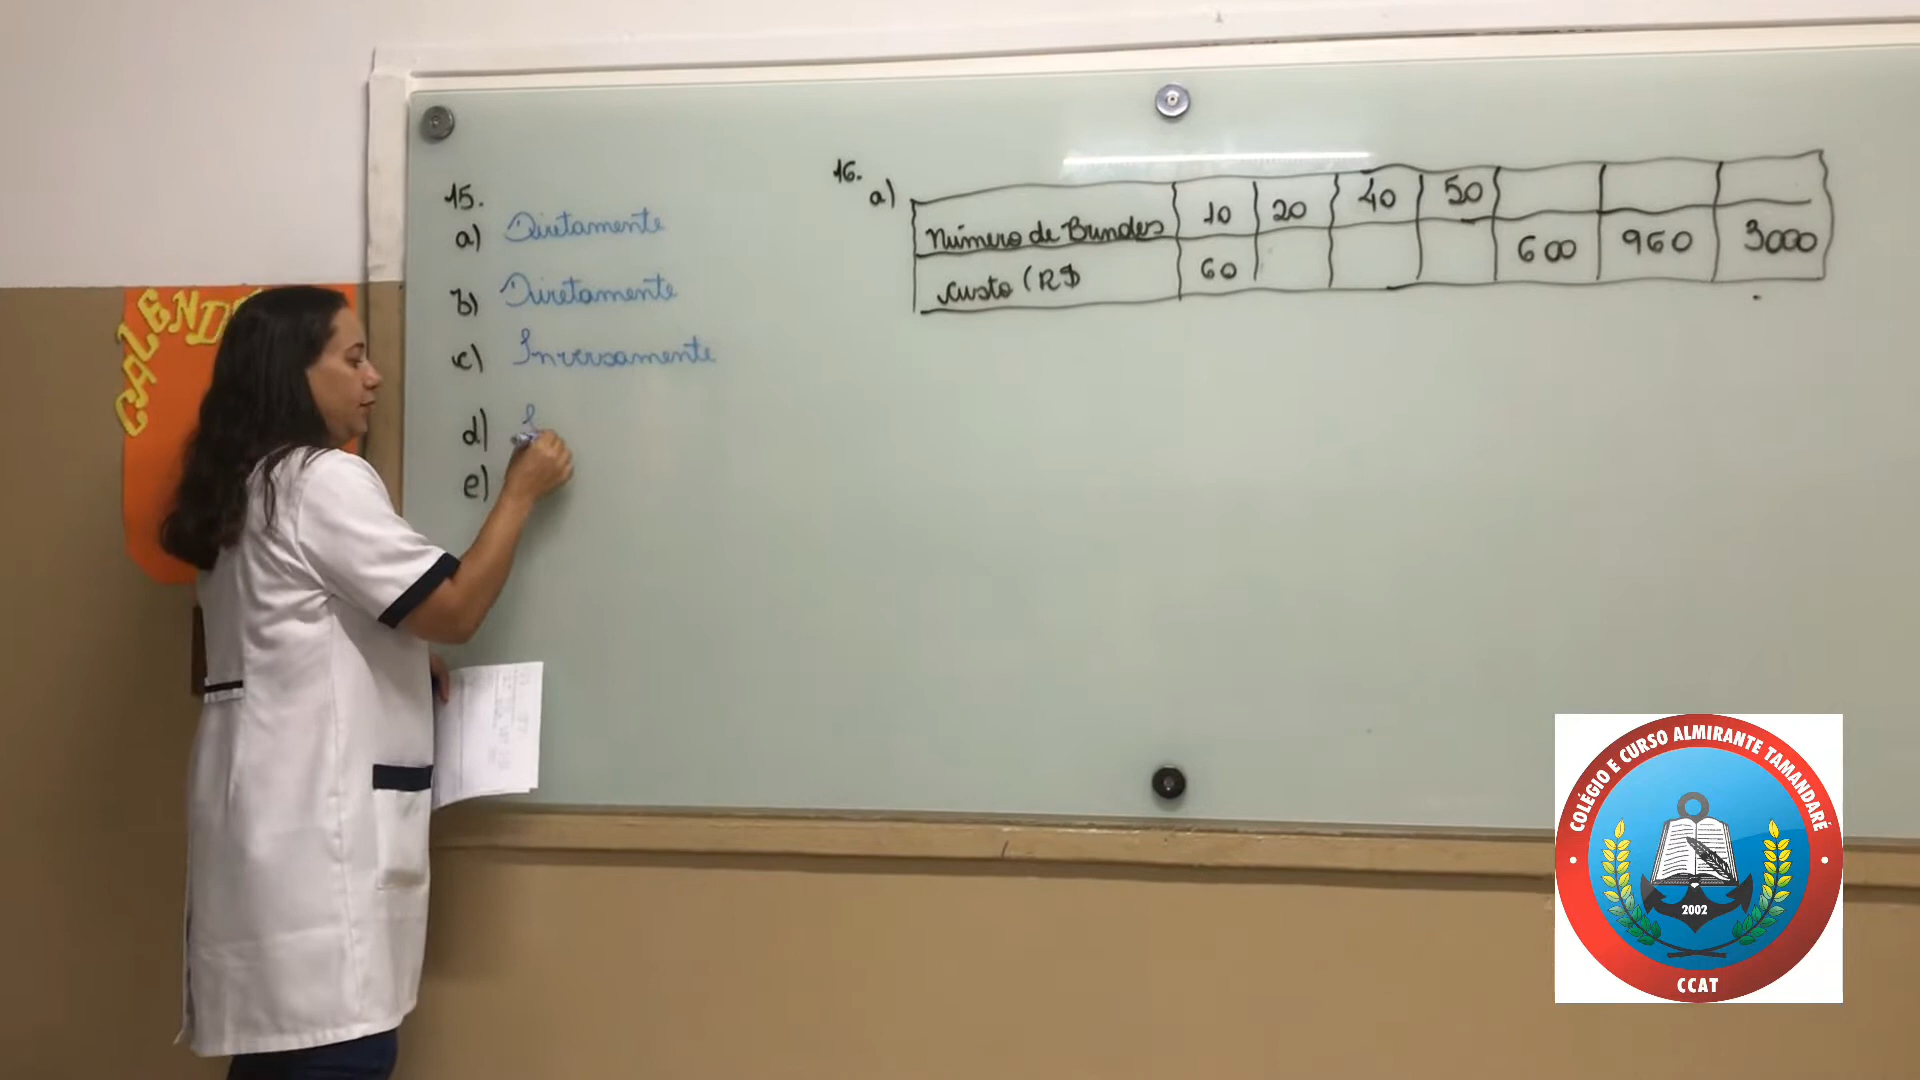 CALEND
15.
a) Diretamente
b) Diretamente
c) Inversamente
d) I
e)
16.
a)
Número de Brindes 10 20 40 50
custo (R$ 60 600 960 3000
COLÉGIO E CURSO ALMIRANTE TAMANDARÉ
2002
CCAT